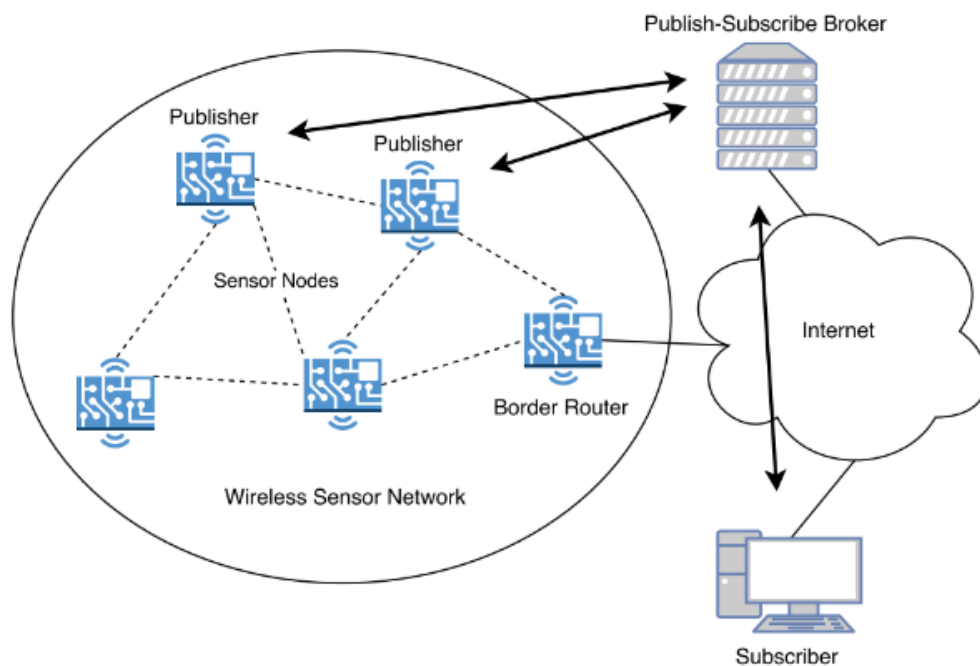 Publish-Subscribe Broker
Publisher
Publisher
Sensor Nodes
Internet
Border Router
Wireless Sensor Network
Subscriber